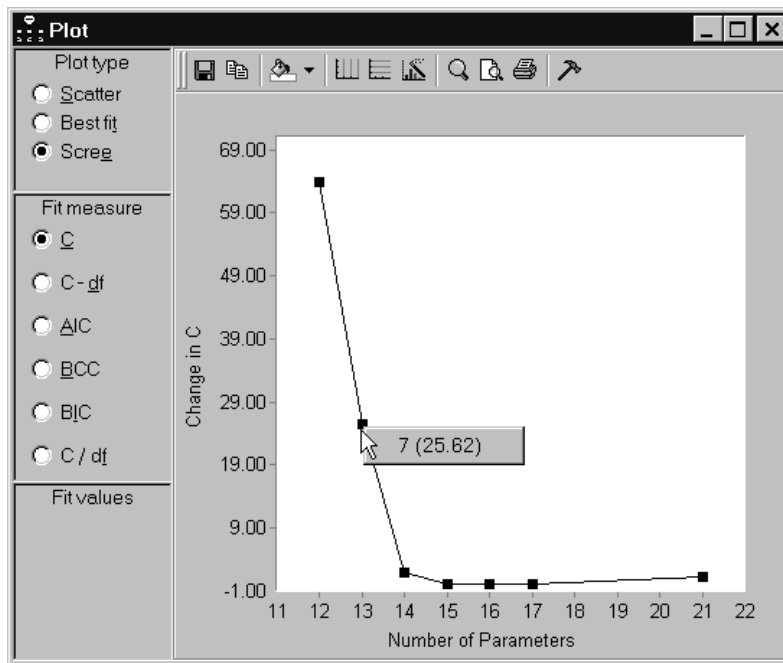 Plot
Plot type
Scatter
Best fit
Scree
Fit measure
C
C - df
AIC
BCC
BIC
C / df
Fit values
69.00
59.00
49.00
39.00
29.00
19.00
9.00
-1.00
Change in C
7 (25.62)
11 12 13 14 15 16 17 18 19 20 21 22
Number of Parameters